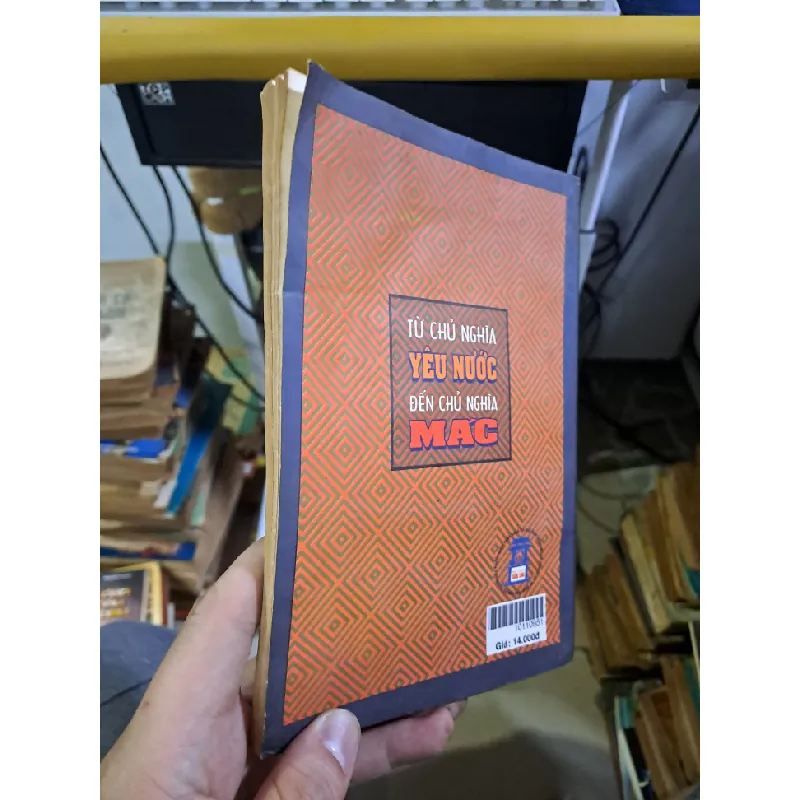 TỪ CHỦ NGHĨA
YÊU NƯỚC
ĐẾN CHỦ NGHĨA
MÁC
Giá: 14.000đ